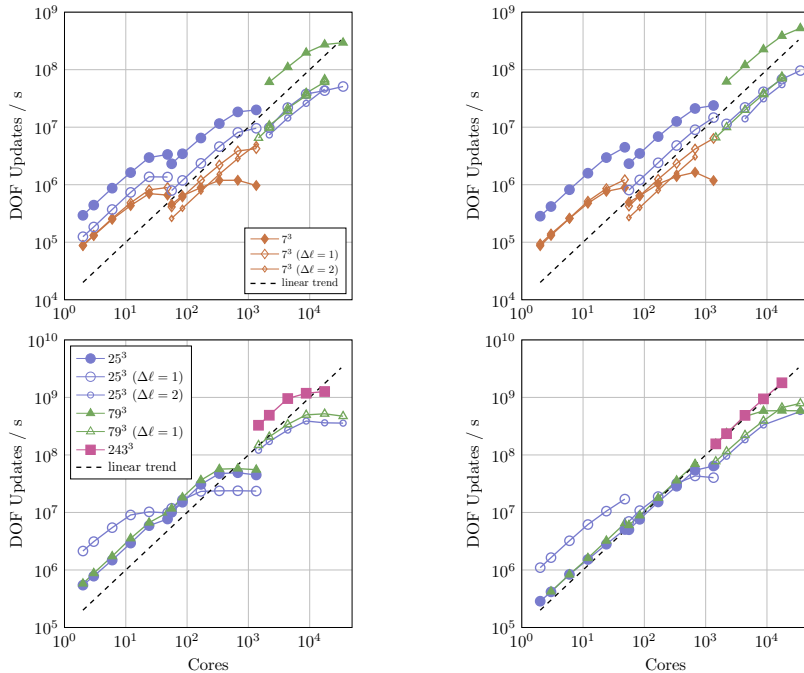 10^9
10^8
10^7
10^6
10^5
10^4
DOF Updates / s
10^0 10^1 10^2 10^3 10^4
7^3
7^3 (Δℓ = 1)
7^3 (Δℓ = 2)
linear trend
10^9
10^8
10^7
10^6
10^5
10^4
DOF Updates / s
10^0 10^1 10^2 10^3 10^4
10^10
10^9
10^8
10^7
10^6
10^5
DOF Updates / s
10^0 10^1 10^2 10^3 10^4
Cores
25^3
25^3 (Δℓ = 1)
25^3 (Δℓ = 2)
79^3
79^3 (Δℓ = 1)
243^3
linear trend
10^10
10^9
10^8
10^7
10^6
10^5
DOF Updates / s
10^0 10^1 10^2 10^3 10^4
Cores